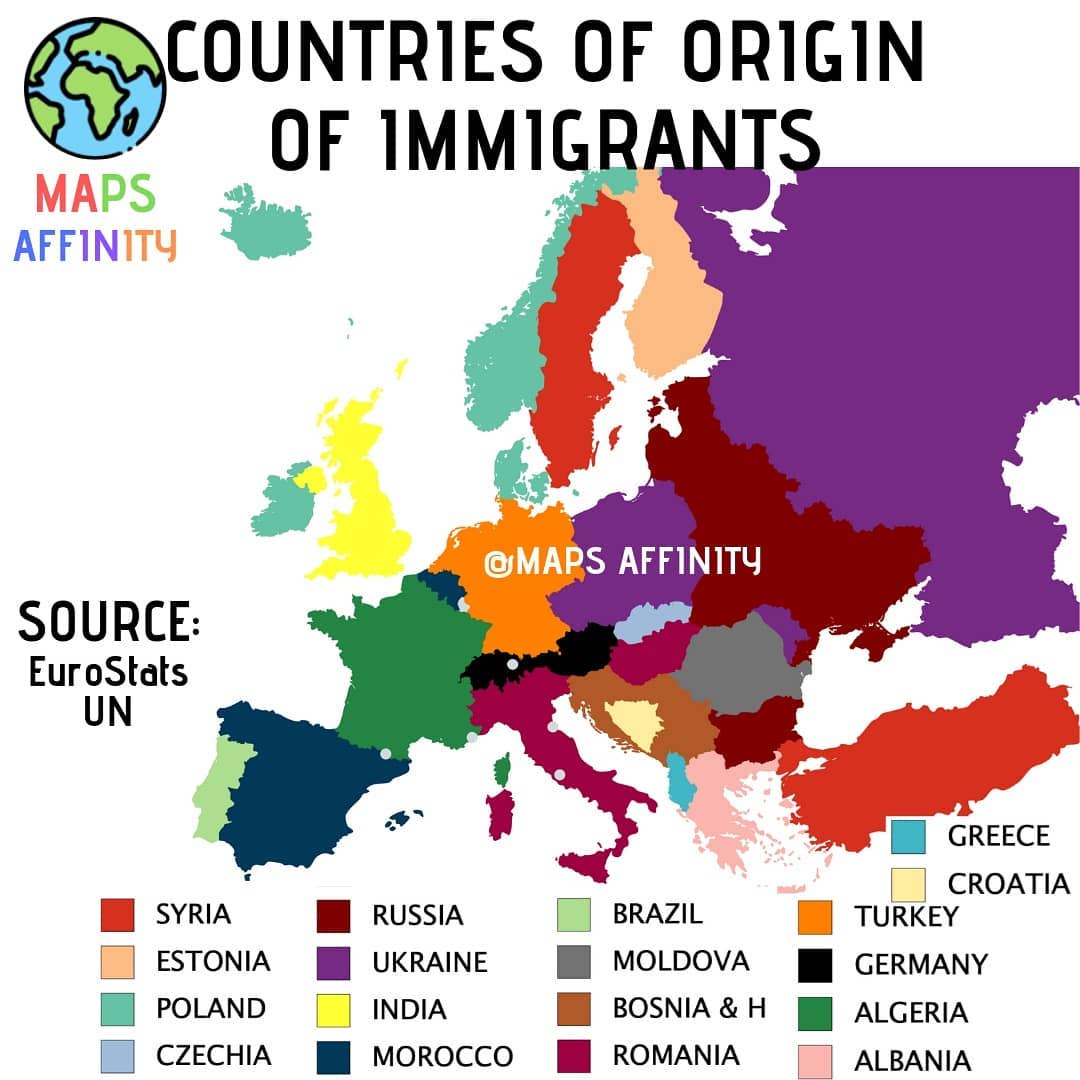 COUNTRIES OF ORIGIN
OF IMMIGRANTS
MAPS
AFFINITY
@MAPS AFFINITY
SOURCE:
EuroStats
UN
GREECE
CROATIA
SYRIA
RUSSIA
BRAZIL
TURKEY
ESTONIA
UKRAINE
MOLDOVA
GERMANY
POLAND
INDIA
BOSNIA & H
ALGERIA
CZECHIA
MOROCCO
ROMANIA
ALBANIA